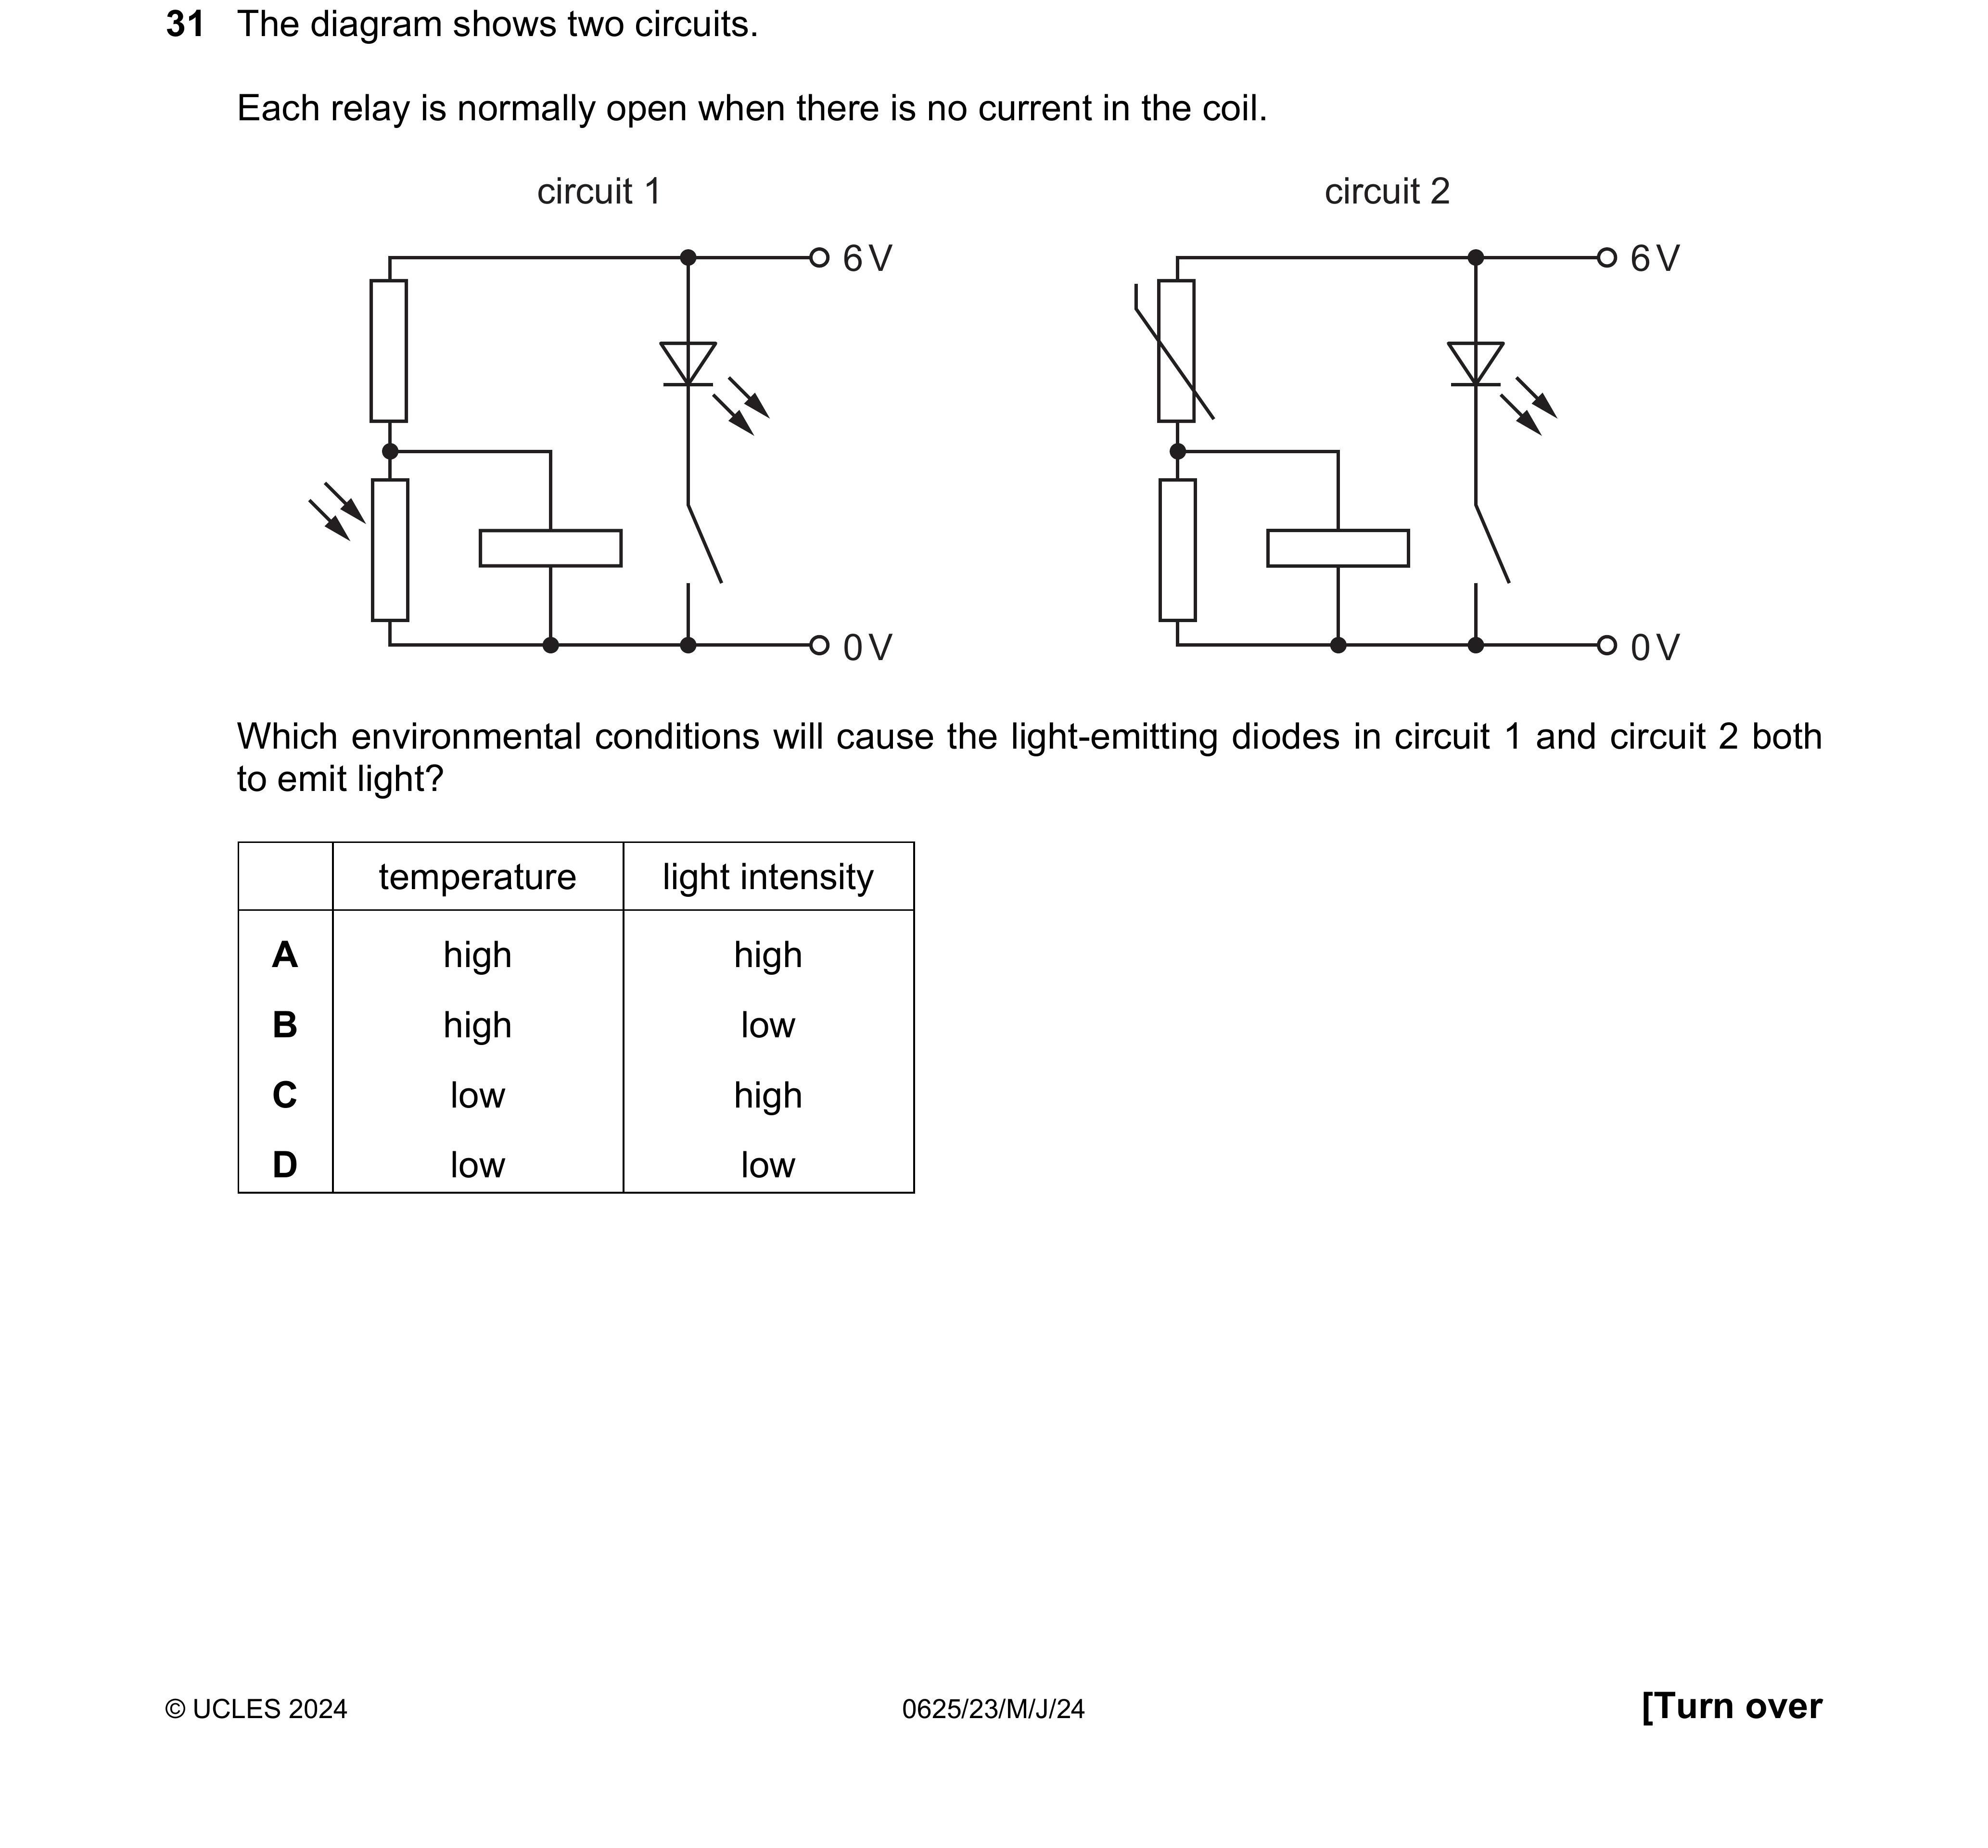 31 The diagram shows two circuits.
Each relay is normally open when there is no current in the coil.
circuit 1 circuit 2
6 V 6 V
0 V 0 V
Which environmental conditions will cause the light-emitting diodes in circuit 1 and circuit 2 both
to emit light?
temperature light intensity
A high high
B high low
C low high
D low low
© UCLES 2024 0625/23/M/J/24 [Turn over